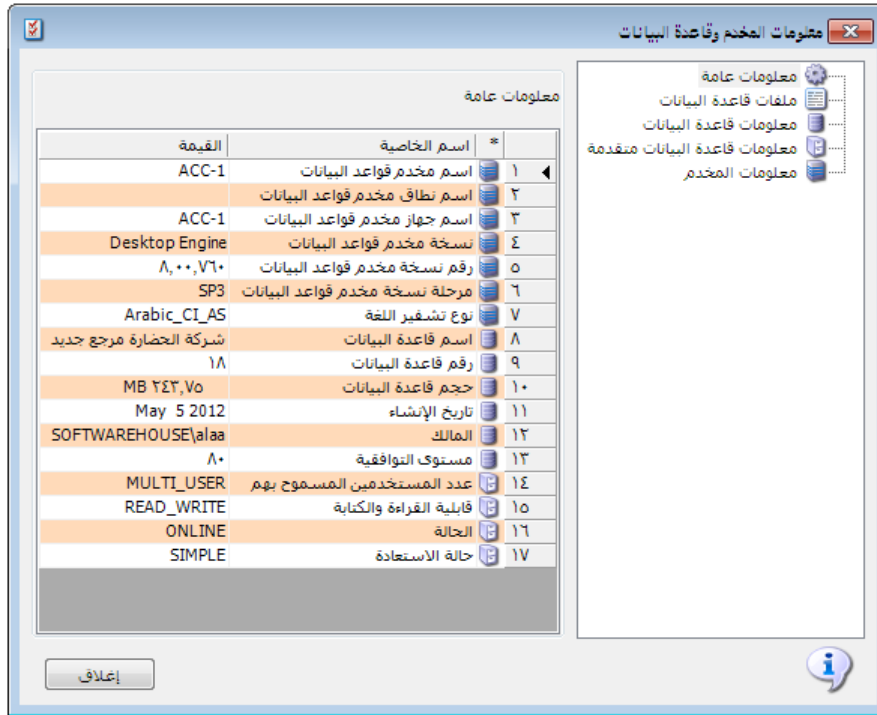 معلومات المخدم وقاعدة البيانات
معلومات عامة
ملفات قاعدة البيانات
معلومات قاعدة البيانات
معلومات قاعدة البيانات متقدمة
معلومات المخدم
معلومات عامة
* اسم الخاصية القيمة
١ اسم مخدم قواعد البيانات ACC-1
٢ اسم نطاق مخدم قواعد البيانات
٣ اسم جهاز مخدم قواعد البيانات ACC-1
٤ نسخة مخدم قواعد البيانات Desktop Engine
٥ رقم نسخة مخدم قواعد البيانات ٨,٠٠,٧٦٠
٦ مرحلة نسخة مخدم قواعد البيانات SP3
٧ نوع تشفير اللغة Arabic_CI_AS
٨ اسم قاعدة البيانات شركة الحضارة مرجع جديد
٩ رقم قاعدة البيانات ١٨
١٠ حجم قاعدة البيانات MB ٢٤٣,٧٥
١١ تاريخ الإنشاء May 5 2012
١٢ المالك SOFTWAREHOUSE\alaa
١٣ مستوى التوافقية ٨٠
١٤ عدد المستخدمين المسموح بهم MULTI_USER
١٥ قابلية القراءة والكتابة READ_WRITE
١٦ الحالة ONLINE
١٧ حالة الاستعادة SIMPLE
إغلاق